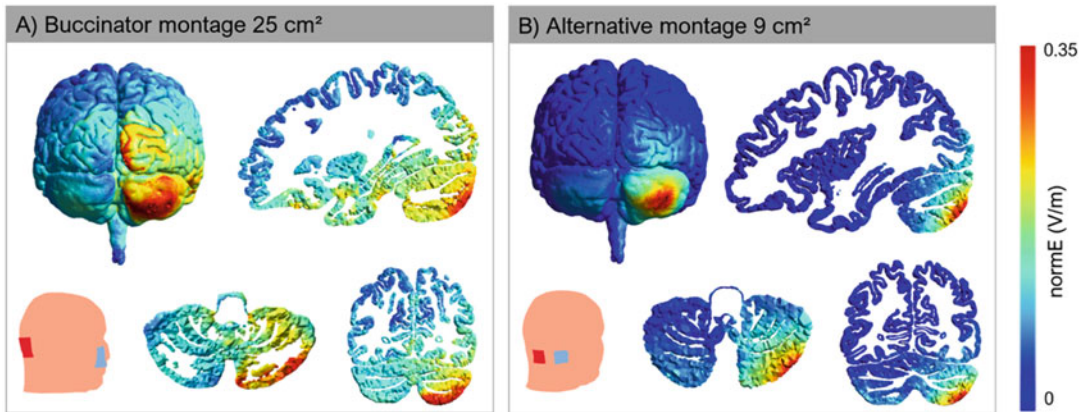 A) Buccinator montage 25 cm²
B) Alternative montage 9 cm²
0.35
normE (V/m)
0